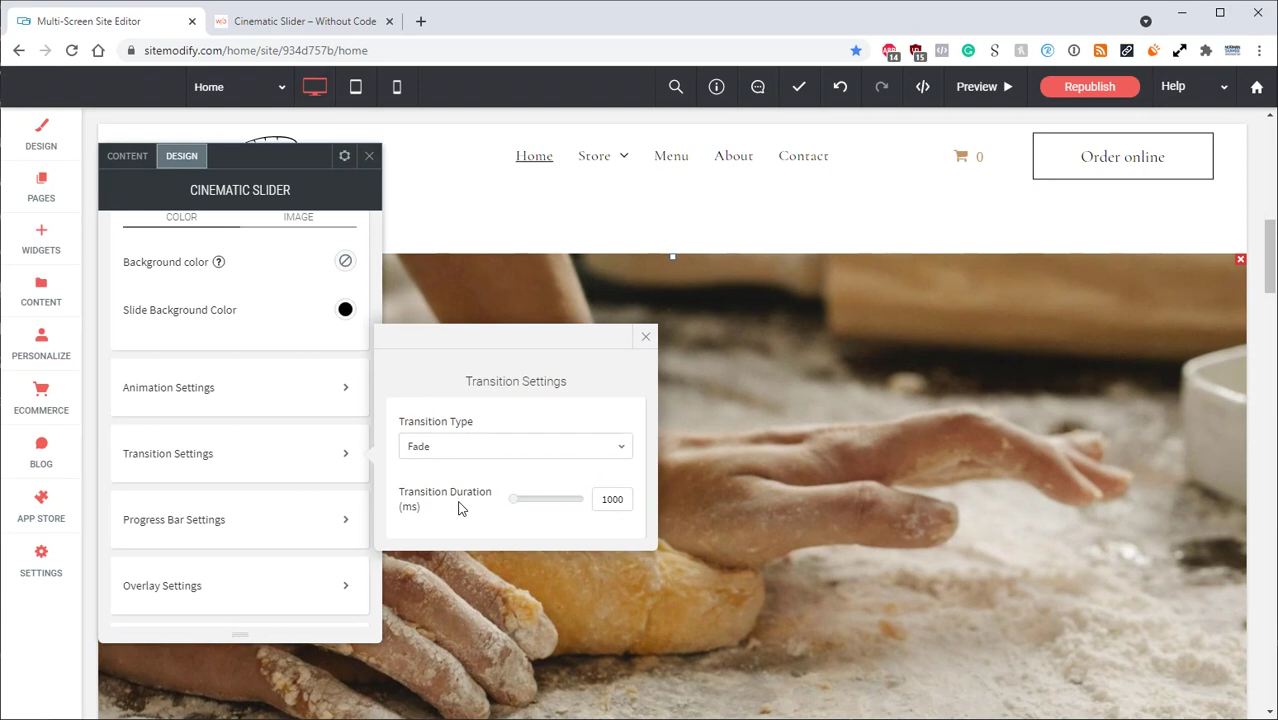 Multi-Screen Site Editor
Cinematic Slider – Without Code
sitemodify.com/home/site/934d757b/home
14
15
Home
Preview
Republish
Help
DESIGN
PAGES
WIDGETS
CONTENT
PERSONALIZE
ECOMMERCE
BLOG
APP STORE
SETTINGS
Home
Store
Menu
About
Contact
0
Order online
CONTENT
DESIGN
CINEMATIC SLIDER
COLOR
IMAGE
Background color
Slide Background Color
Animation Settings
Transition Settings
Progress Bar Settings
Overlay Settings
Transition Settings
Transition Type
Fade
Transition Duration
(ms)
1000